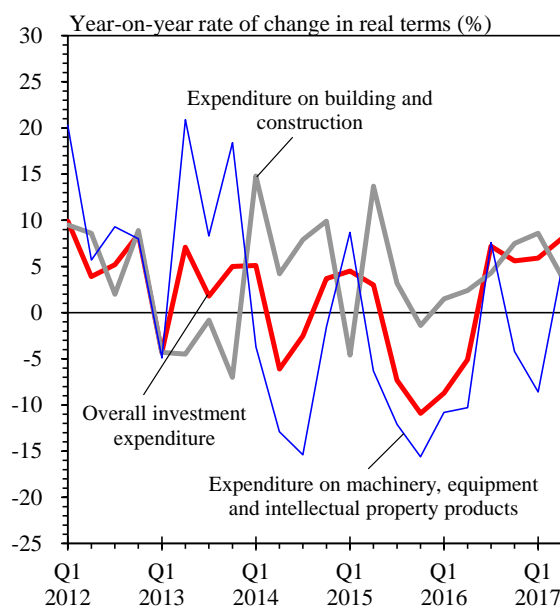 Year-on-year rate of change in real terms (%)
30
25
20
15
10
5
0
-5
-10
-15
-20
-25
Expenditure on building and
construction
Overall investment
expenditure
Expenditure on machinery, equipment
and intellectual property products
Q1 Q1 Q1 Q1 Q1 Q1
2012 2013 2014 2015 2016 2017